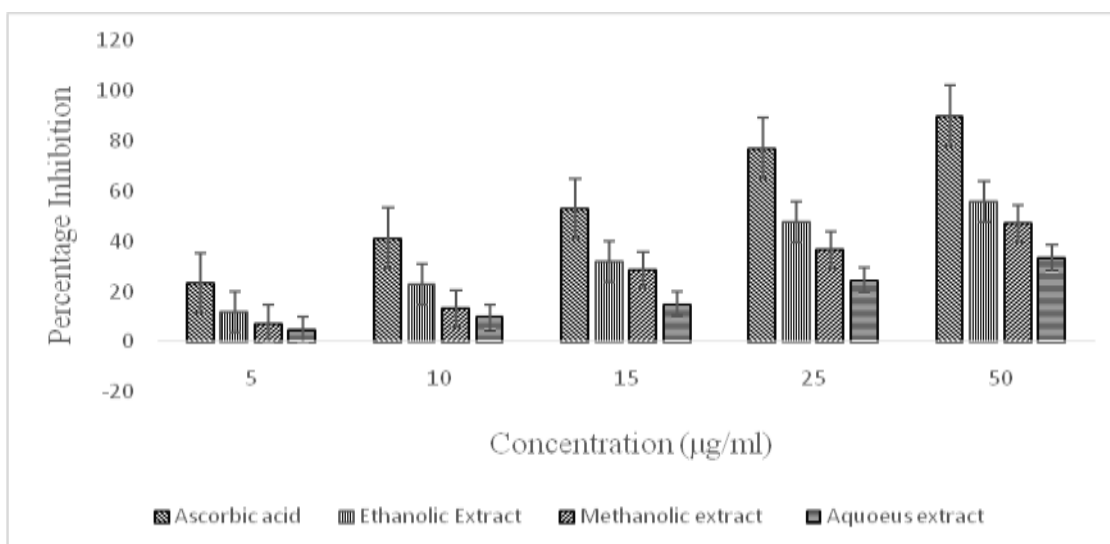 120
100
80
60
40
20
0
-20
Percentage Inhibition
5 10 15 25 50
Concentration (µg/ml)
Ascorbic acid Ethanolic Extract Methanolic extract Aquoeus extract